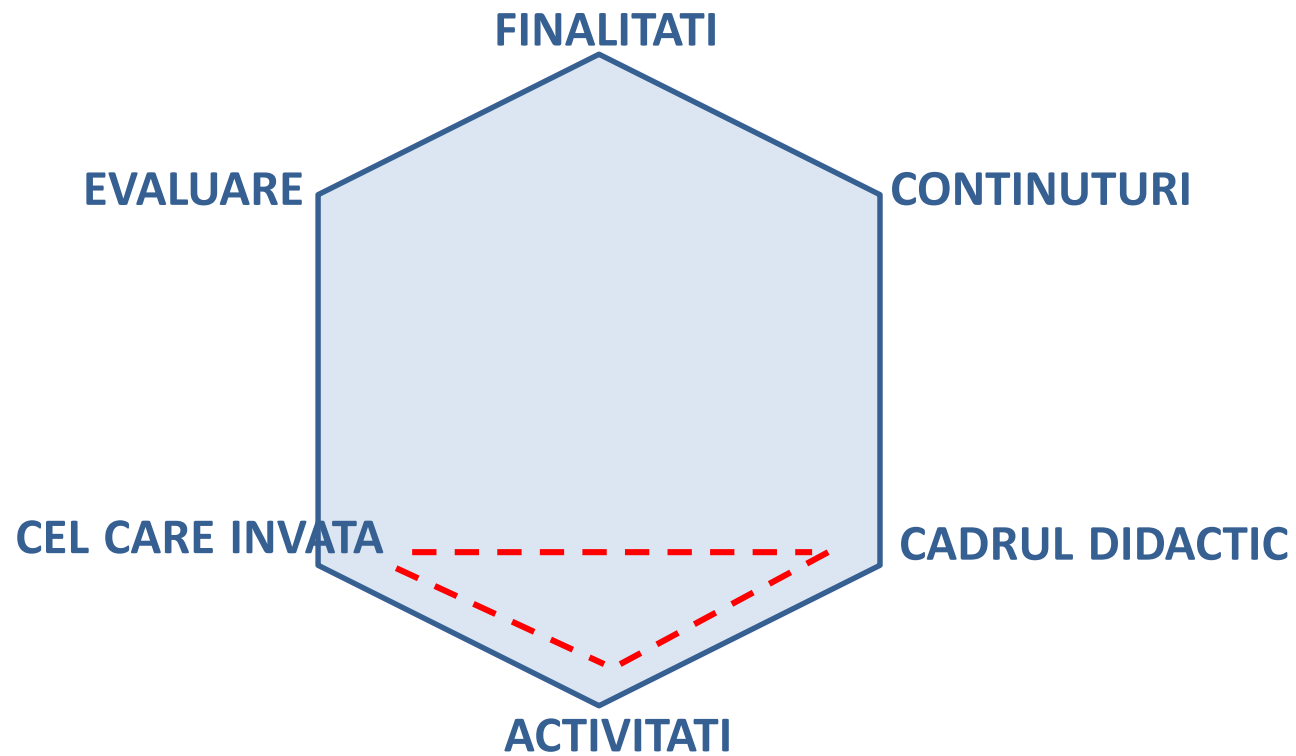 FINALITATI
EVALUARE
CONTINUTURI
CEL CARE INVATA
CADRUL DIDACTIC
ACTIVITATI